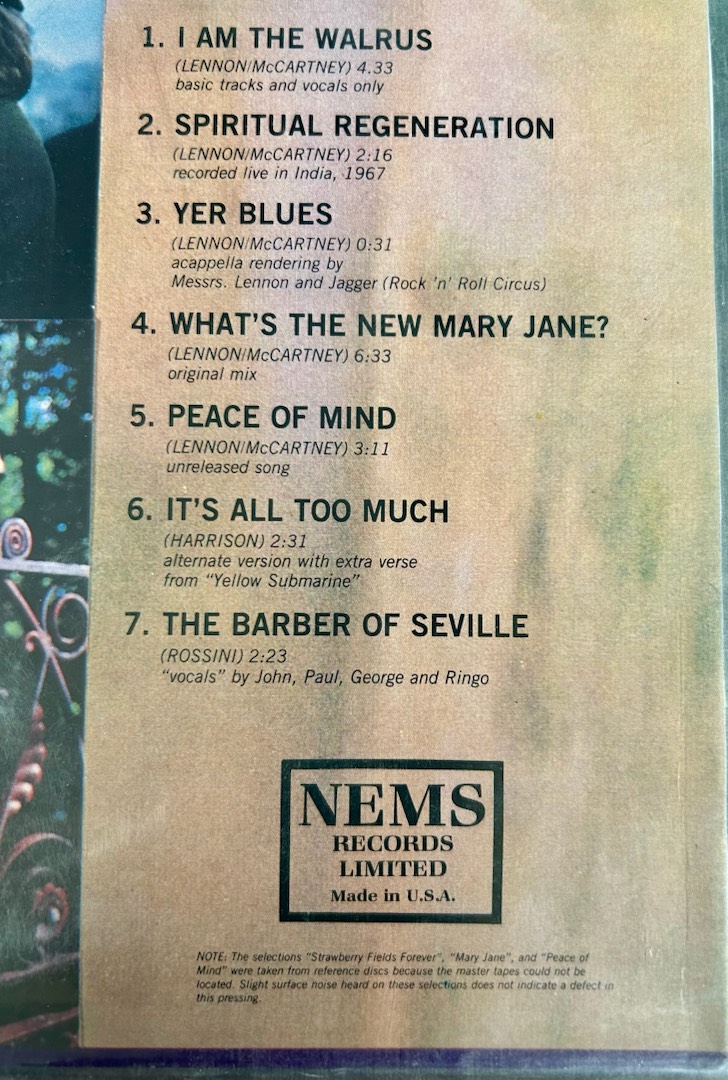 1. I AM THE WALRUS
(LENNON/McCARTNEY) 4.33
basic tracks and vocals only
2. SPIRITUAL REGENERATION
(LENNON/McCARTNEY) 2:16
recorded live in India, 1967
3. YER BLUES
(LENNON/McCARTNEY) 0:31
acappella rendering by
Messrs. Lennon and Jagger (Rock 'n' Roll Circus)
4. WHAT'S THE NEW MARY JANE?
(LENNON/McCARTNEY) 6:33
original mix
5. PEACE OF MIND
(LENNON/McCARTNEY) 3:11
unreleased song
6. IT'S ALL TOO MUCH
(HARRISON) 2:31
alternate version with extra verse
from "Yellow Submarine"
7. THE BARBER OF SEVILLE
(ROSSINI) 2:23
"vocals" by John, Paul, George and Ringo
NEMS
RECORDS
LIMITED
Made in U.S.A.
NOTE: The selections "Strawberry Fields Forever", "Mary Jane", and "Peace of
Mind" were taken from reference discs because the master tapes could not be
located. Slight surface noise heard on these selections does not indicate a defect in
this pressing.